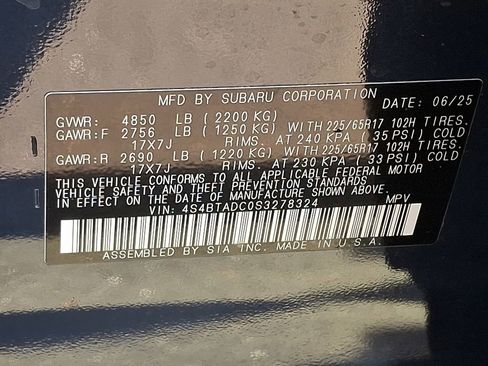 MFD BY SUBARU CORPORATION DATE: 06/25
GVWR: 4850 LB (2200 KG)
GAWR:F 2756 LB (1250 KG) WITH 225/65R17 102H TIRES.
17X7J RIMS. AT 240 KPA (35 PSI) COLD
GAWR:R 2690 LB (1220 KG) WITH 225/65R17 102H TIRES.
17X7J RIMS. AT 230 KPA (33 PSI) COLD
THIS VEHICLE CONFORMS TO ALL APPLICABLE U.S. FEDERAL MOTOR
VEHICLE SAFETY AND THEFT PREVENTION STANDARDS IN EFFECT ON THE DATE OF
MANUFACTURE SHOWN ABOVE.
VIN: 4S4BTADC0S3278324 MPV
ASSEMBLED BY SIA INC. MADE IN U.S.A.